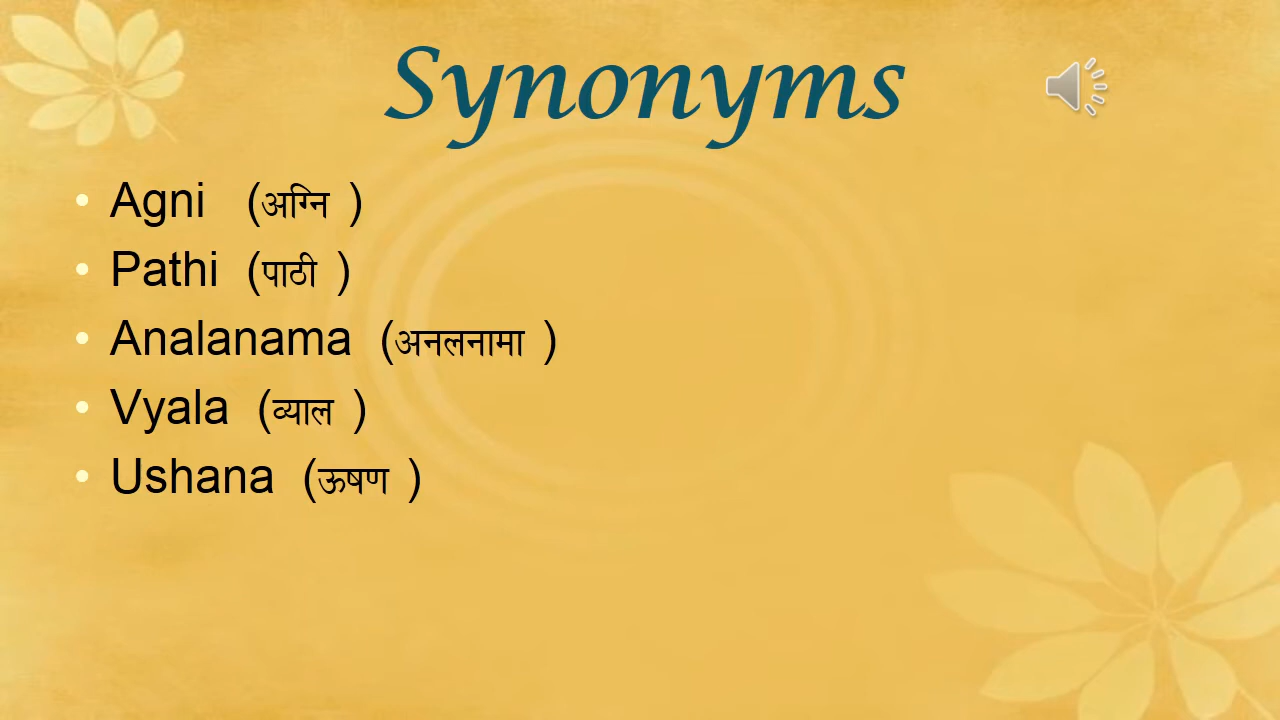 Synonyms
• Agni (अग्नि )
• Pathi (पाठी )
• Analanama (अनलनामा )
• Vyala (व्याल )
• Ushana (ऊषण )